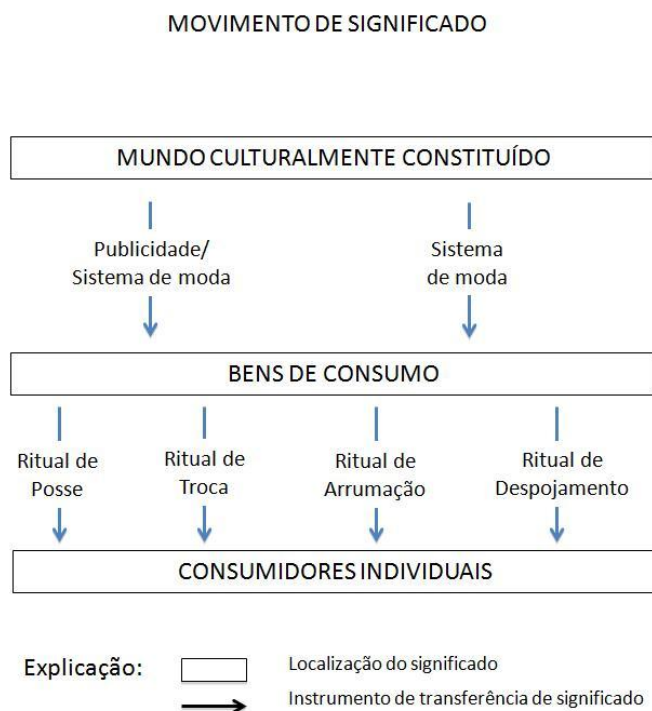 MOVIMENTO DE SIGNIFICADO
MUNDO CULTURALMENTE CONSTITUÍDO
Publicidade/
Sistema de moda
Sistema
de moda
BENS DE CONSUMO
Ritual de
Posse
Ritual de
Troca
Ritual de
Arrumação
Ritual de
Despojamento
CONSUMIDORES INDIVIDUAIS
Explicação:
Localização do significado
Instrumento de transferência de significado